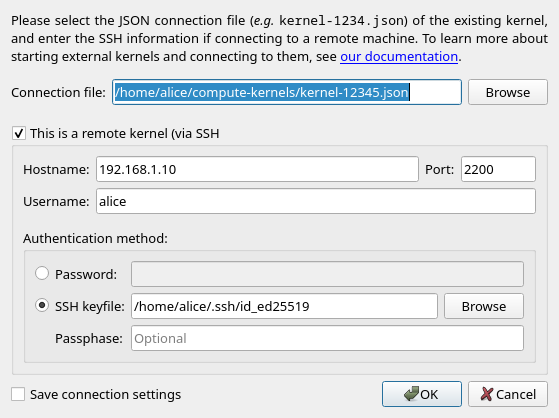 Please select the JSON connection file (e.g. kernel-1234.json) of the existing kernel,
and enter the SSH information if connecting to a remote machine. To learn more about
starting external kernels and connecting to them, see our documentation.
Connection file: /home/alice/compute-kernels/kernel-12345.json Browse
This is a remote kernel (via SSH
Hostname: 192.168.1.10 Port: 2200
Username: alice
Authentication method:
Password:
SSH keyfile: /home/alice/.ssh/id_ed25519 Browse
Passphase: Optional
Save connection settings OK Cancel